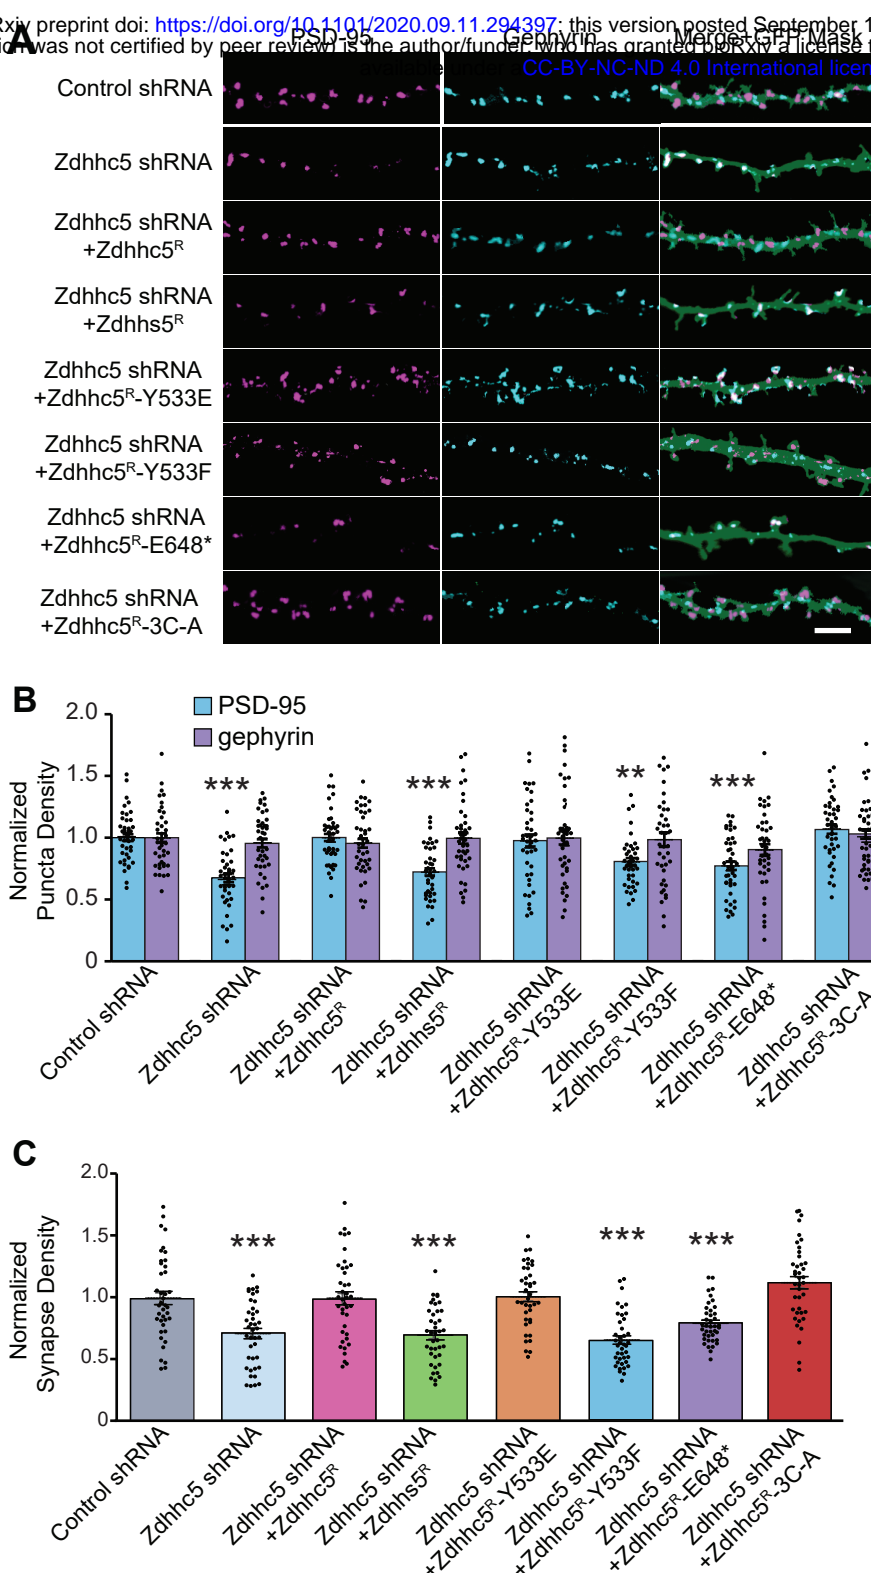 Rxiv preprint doi: https://doi.org/10.1101/2020.09.11.294397; this version posted September 1
was not certified by peer review) is the author/funder, who has granted bioRxiv a license
available under CC-BY-NC-ND 4.0 International licen
A
PSD-95 Gephyrin Merge+GFP Mask
Control shRNA
Zdhhc5 shRNA
Zdhhc5 shRNA
+Zdhhc5R
Zdhhc5 shRNA
+Zdhhs5R
Zdhhc5 shRNA
+Zdhhc5R-Y533E
Zdhhc5 shRNA
+Zdhhc5R-Y533F
Zdhhc5 shRNA
+Zdhhc5R-E648*
Zdhhc5 shRNA
+Zdhhc5R-3C-A
B
PSD-95
gephyrin
Normalized
Puncta Density
2.0
1.5
1.0
0.5
0
***
***
**
***
Control shRNA
Zdhhc5 shRNA
Zdhhc5 shRNA
+Zdhhc5R
Zdhhc5 shRNA
+Zdhhs5R
Zdhhc5 shRNA
+Zdhhc5R-Y533E
Zdhhc5 shRNA
+Zdhhc5R-Y533F
Zdhhc5 shRNA
+Zdhhc5R-E648*
Zdhhc5 shRNA
+Zdhhc5R-3C-A
C
Normalized
Synapse Density
2.0
1.5
1.0
0.5
0
***
***
***
***
Control shRNA
Zdhhc5 shRNA
Zdhhc5 shRNA
+Zdhhc5R
Zdhhc5 shRNA
+Zdhhs5R
Zdhhc5 shRNA
+Zdhhc5R-Y533E
Zdhhc5 shRNA
+Zdhhc5R-Y533F
Zdhhc5 shRNA
+Zdhhc5R-E648*
Zdhhc5 shRNA
+Zdhhc5R-3C-A